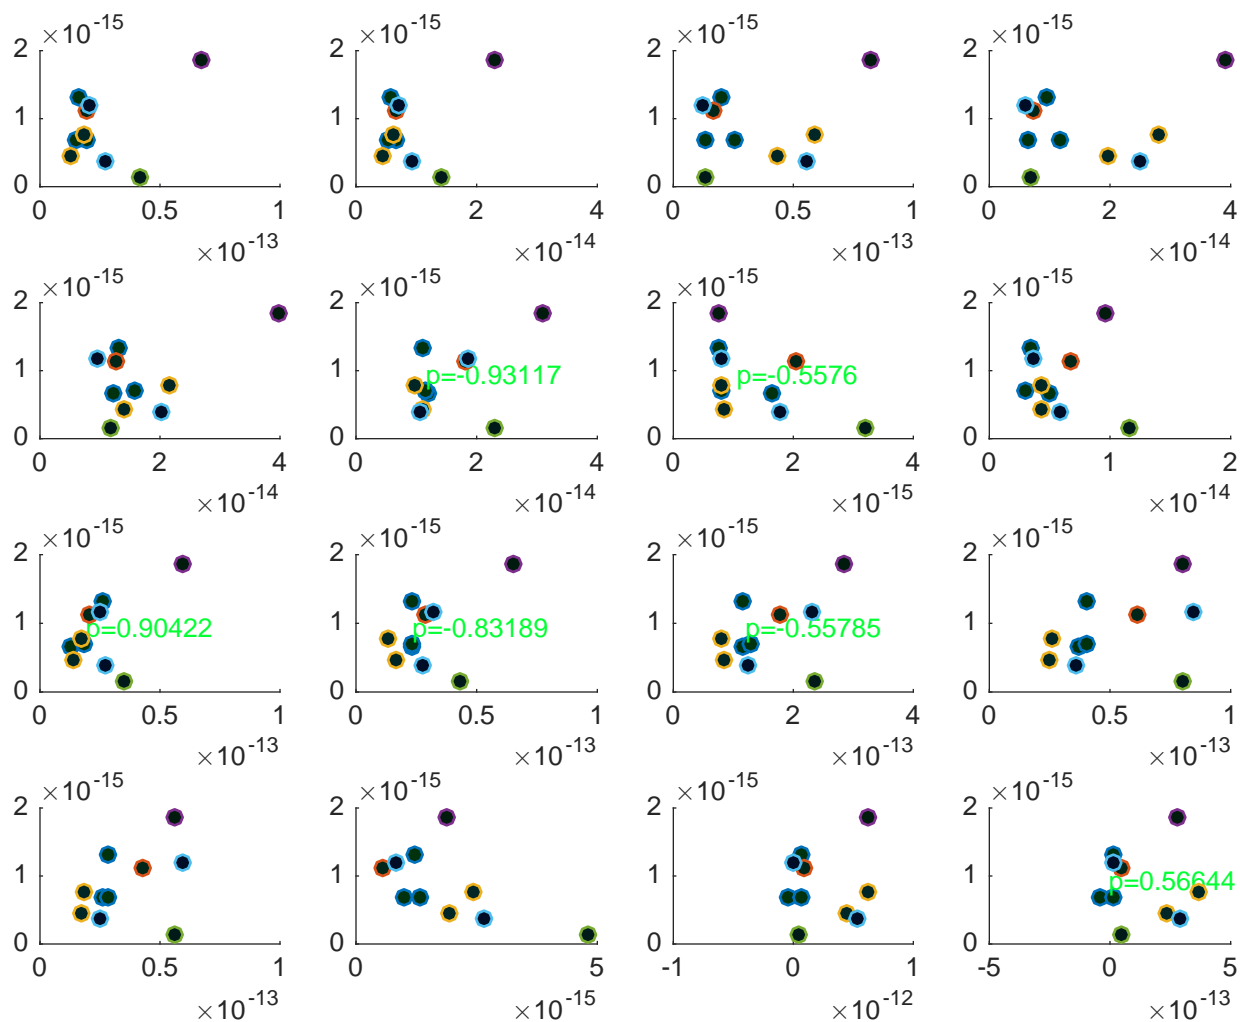 ×10-15 ×10-15 ×10-15 ×10-15
2 2 2 2
1 1 1 1
0 0 0 0
0 0.5 1 0 2 4 0 0.5 1 0 2 4
×10-13 ×10-14 ×10-13 ×10-14
×10-15 ×10-15 ×10-15 ×10-15
2 2 2 2
1 p=-0.93117 1 p=-0.5576 1 1
0 0 0 0
0 2 4 0 2 4 0 2 4 0 1 2
×10-14 ×10-14 ×10-15 ×10-14
×10-15 ×10-15 ×10-15 ×10-15
2 2 2 2
1 p=0.90422 1 p=-0.83189 1 p=-0.55785 1
0 0 0 0
0 0.5 1 0 0.5 1 0 2 4 0 0.5 1
×10-13 ×10-13 ×10-13 ×10-13
×10-15 ×10-15 ×10-15 ×10-15
2 2 2 2
1 1 1 1 p=0.56644
0 0 0 0
0 0.5 1 0 5 -1 0 1 -5 0 5
×10-13 ×10-15 ×10-12 ×10-13